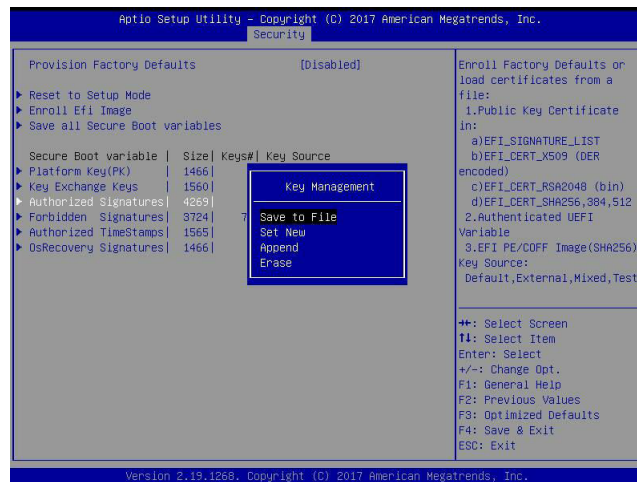 Aptio Setup Utility – Copyright (C) 2017 American Megatrends, Inc.
Security
Provision Factory Defaults [Disabled]
Reset to Setup Mode
Enroll Efi Image
Save all Secure Boot variables
Secure Boot variable | Size| Keys#| Key Source
Platform Key(PK) | 1466|
Key Exchange Keys | 1560|
Authorized Signatures| 4269|
Forbidden Signatures| 3724| 7
Authorized TimeStamps| 1565|
OsRecovery Signatures| 1466|
Key Management
Save to File
Set New
Append
Erase
Enroll Factory Defaults or
load certificates from a
file:
1.Public Key Certificate
in:
a)EFI_SIGNATURE_LIST
b)EFI_CERT_X509 (DER
encoded)
c)EFI_CERT_RSA2048 (bin)
d)EFI_CERT_SHA256,384,512
2.Authenticated UEFI
Variable
3.EFI PE/COFF Image(SHA256)
Key Source:
Default,External,Mixed,Test
→←: Select Screen
↑↓: Select Item
Enter: Select
+/-: Change Opt.
F1: General Help
F2: Previous Values
F3: Optimized Defaults
F4: Save & Exit
ESC: Exit
Version 2.19.1268. Copyright (C) 2017 American Megatrends, Inc.